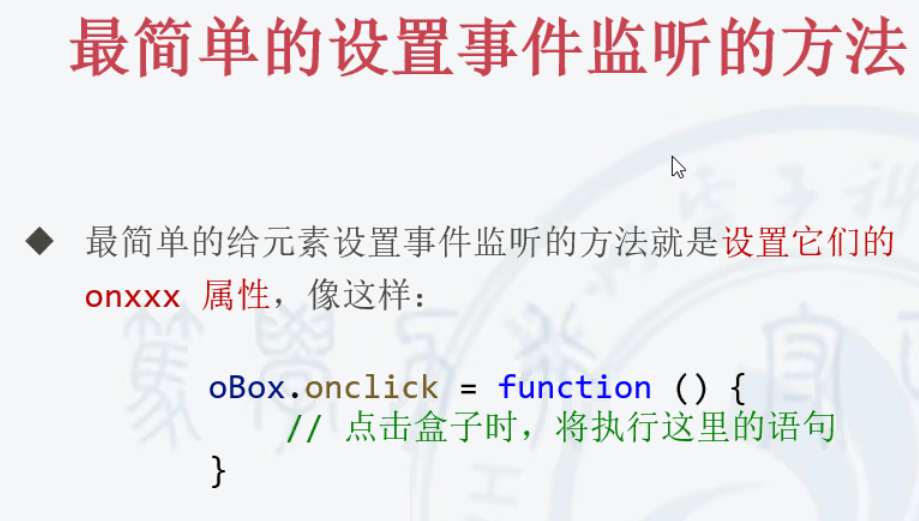 最简单的设置事件监听的方法
◆ 最简单的给元素设置事件监听的方法就是设置它们的
onxxx 属性，像这样：
oBox.onclick = function () {
// 点击盒子时，将执行这里的语句
}